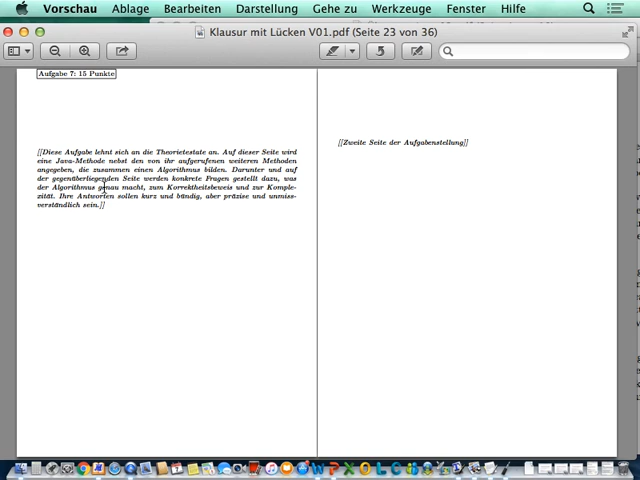 Vorschau Ablage Bearbeiten Darstellung Gehe zu Werkzeuge Fenster Hilfe
Klausur mit Lücken V01.pdf (Seite 23 von 36)
Aufgabe 7: 15 Punkte
[[Diese Aufgabe lehnt sich an die Theorietestate an. Auf dieser Seite wird
eine Java-Methode nebst den von ihr aufgerufenen weiteren Methoden
angegeben, die zusammen einen Algorithmus bilden. Darunter und auf
der gegenüberliegenden Seite werden konkrete Fragen gestellt dazu, was
der Algorithmus genau macht, zum Korrektheitsbeweis und zur Komple-
xität. Ihre Antworten sollen kurz und bündig, aber präzise und unmiss-
verständlich sein.]]
[[Zweite Seite der Aufgabenstellung]]